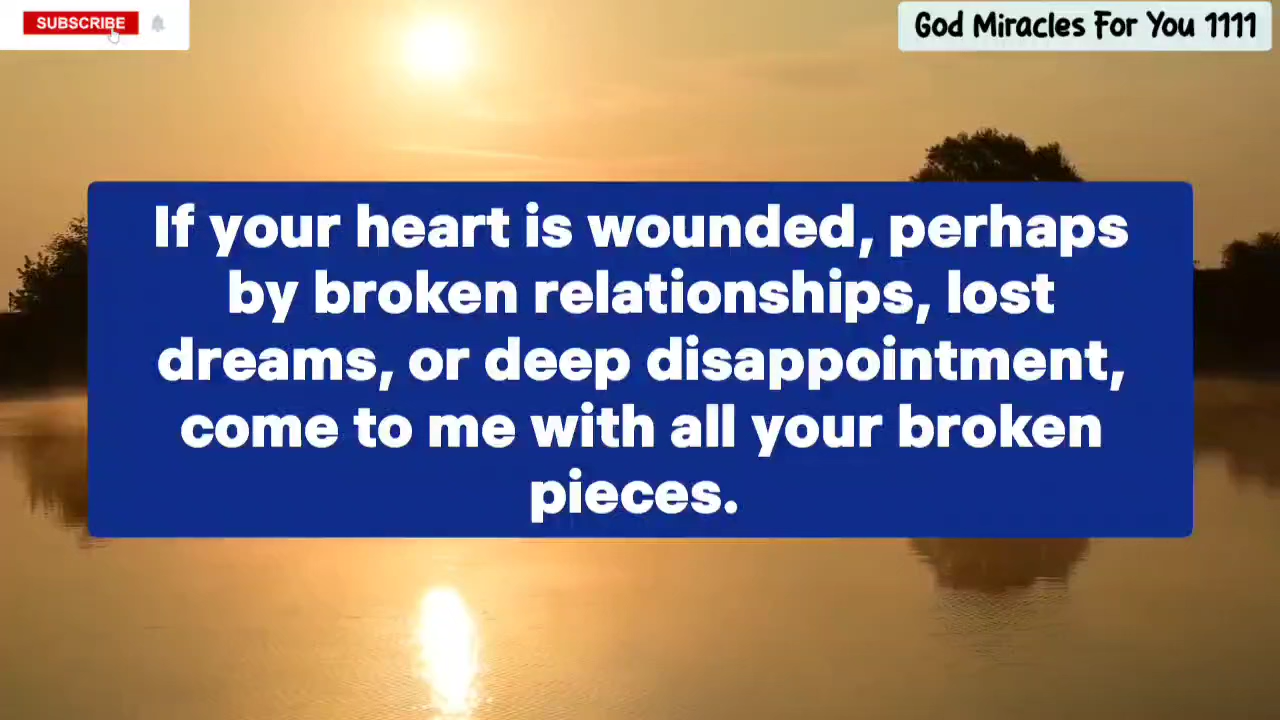 SUBSCRIBE
God Miracles For You 1111
If your heart is wounded, perhaps
by broken relationships, lost
dreams, or deep disappointment,
come to me with all your broken
pieces.